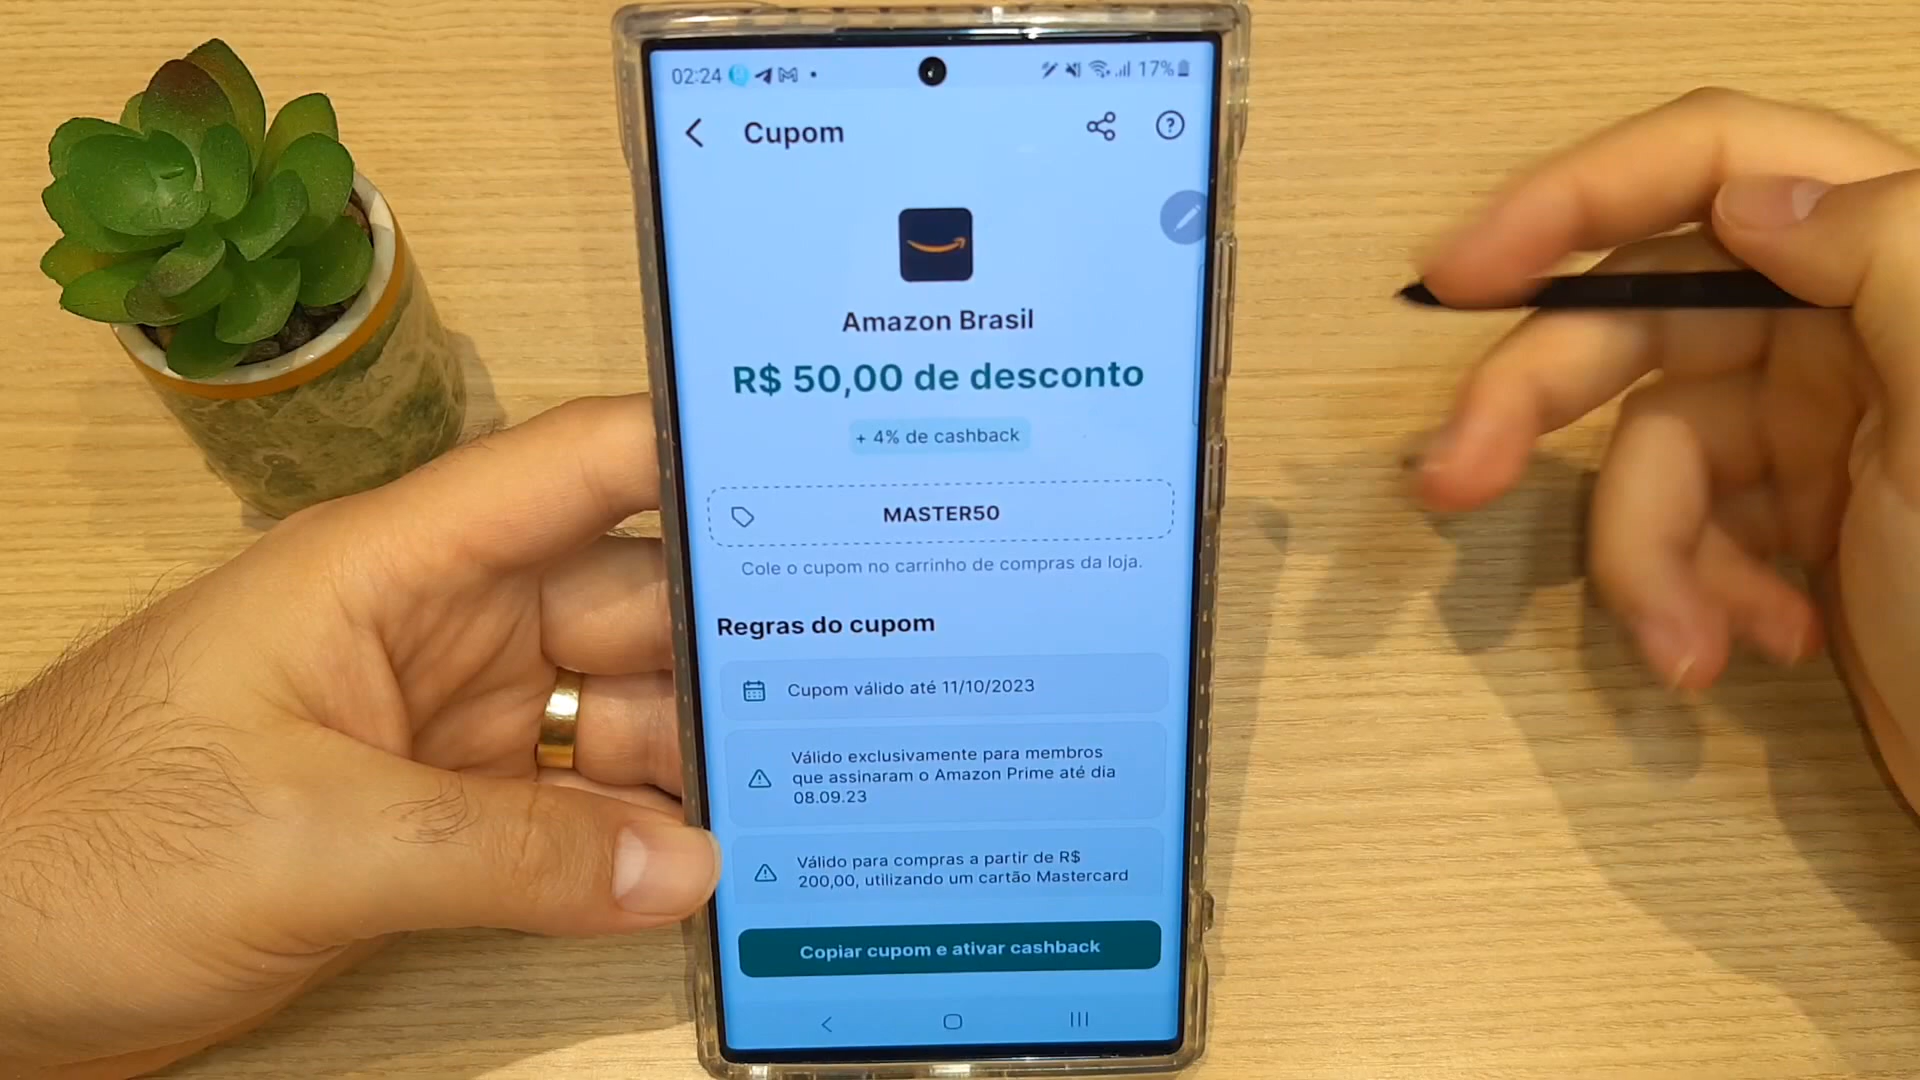 02:24
17%
Cupom
Amazon Brasil
R$ 50,00 de desconto
+ 4% de cashback
MASTER50
Cole o cupom no carrinho de compras da loja.
Regras do cupom
Cupom válido até 11/10/2023
Válido exclusivamente para membros
que assinaram o Amazon Prime até dia
08.09.23
Válido para compras a partir de R$
200,00, utilizando um cartão Mastercard
Copiar cupom e ativar cashback